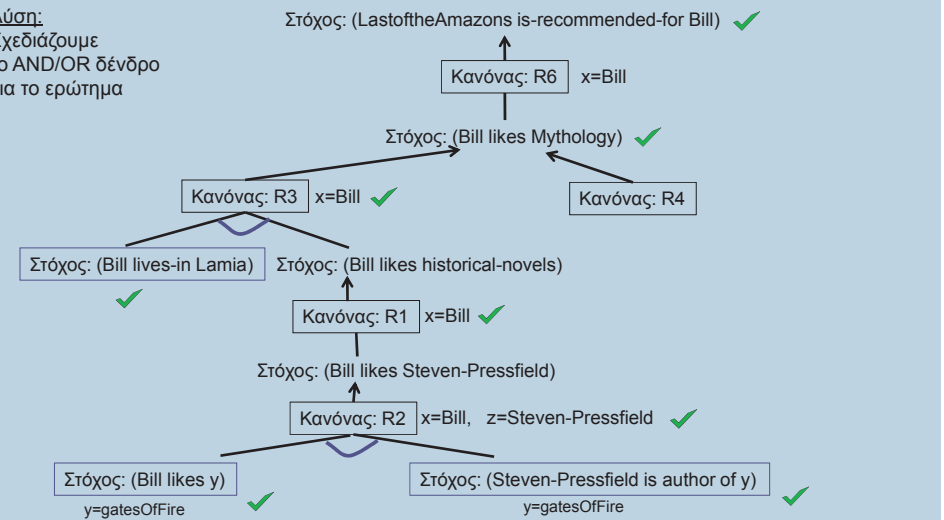 Λύση:
Σχεδιάζουμε
το AND/OR δένδρο
για το ερώτημα
Στόχος: (LastoftheAmazons is-recommended-for Bill)
Κανόνας: R6 x=Bill
Στόχος: (Bill likes Mythology)
Κανόνας: R3 x=Bill
Κανόνας: R4
Στόχος: (Bill lives-in Lamia) Στόχος: (Bill likes historical-novels)
Κανόνας: R1 x=Bill
Στόχος: (Bill likes Steven-Pressfield)
Κανόνας: R2 x=Bill, z=Steven-Pressfield
Στόχος: (Bill likes y) Στόχος: (Steven-Pressfield is author of y)
y=gatesOfFire y=gatesOfFire